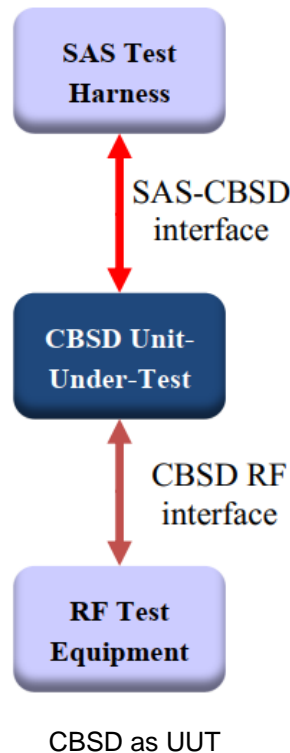 SAS Test
Harness
SAS-CBSD
interface
CBSD Unit-
Under-Test
CBSD RF
interface
RF Test
Equipment
CBSD as UUT